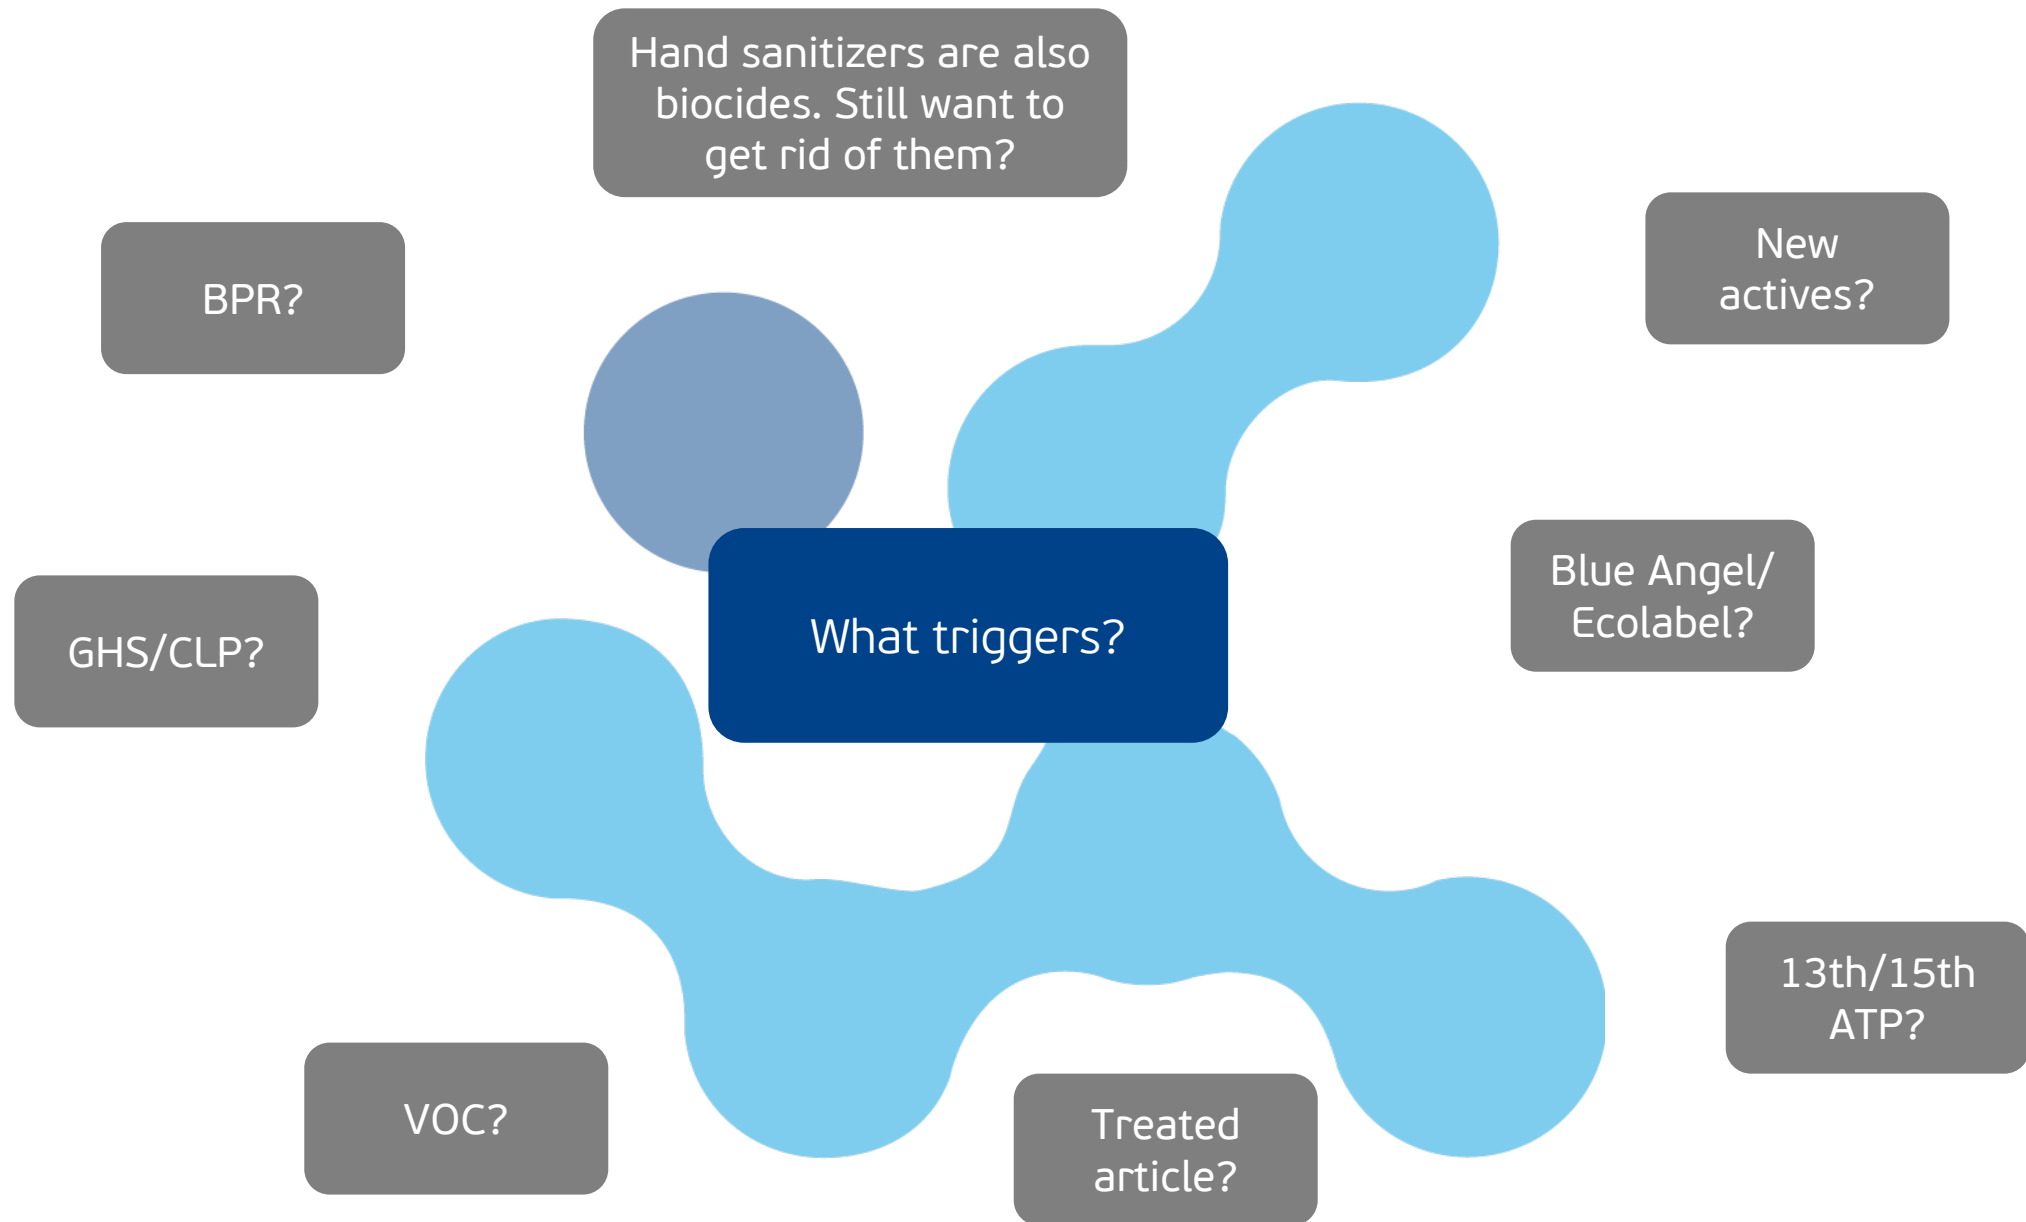 Hand sanitizers are also
biocides. Still want to
get rid of them?
BPR?
New
actives?
What triggers?
Blue Angel/
Ecolabel?
GHS/CLP?
13th/15th
ATP?
VOC?
Treated
article?